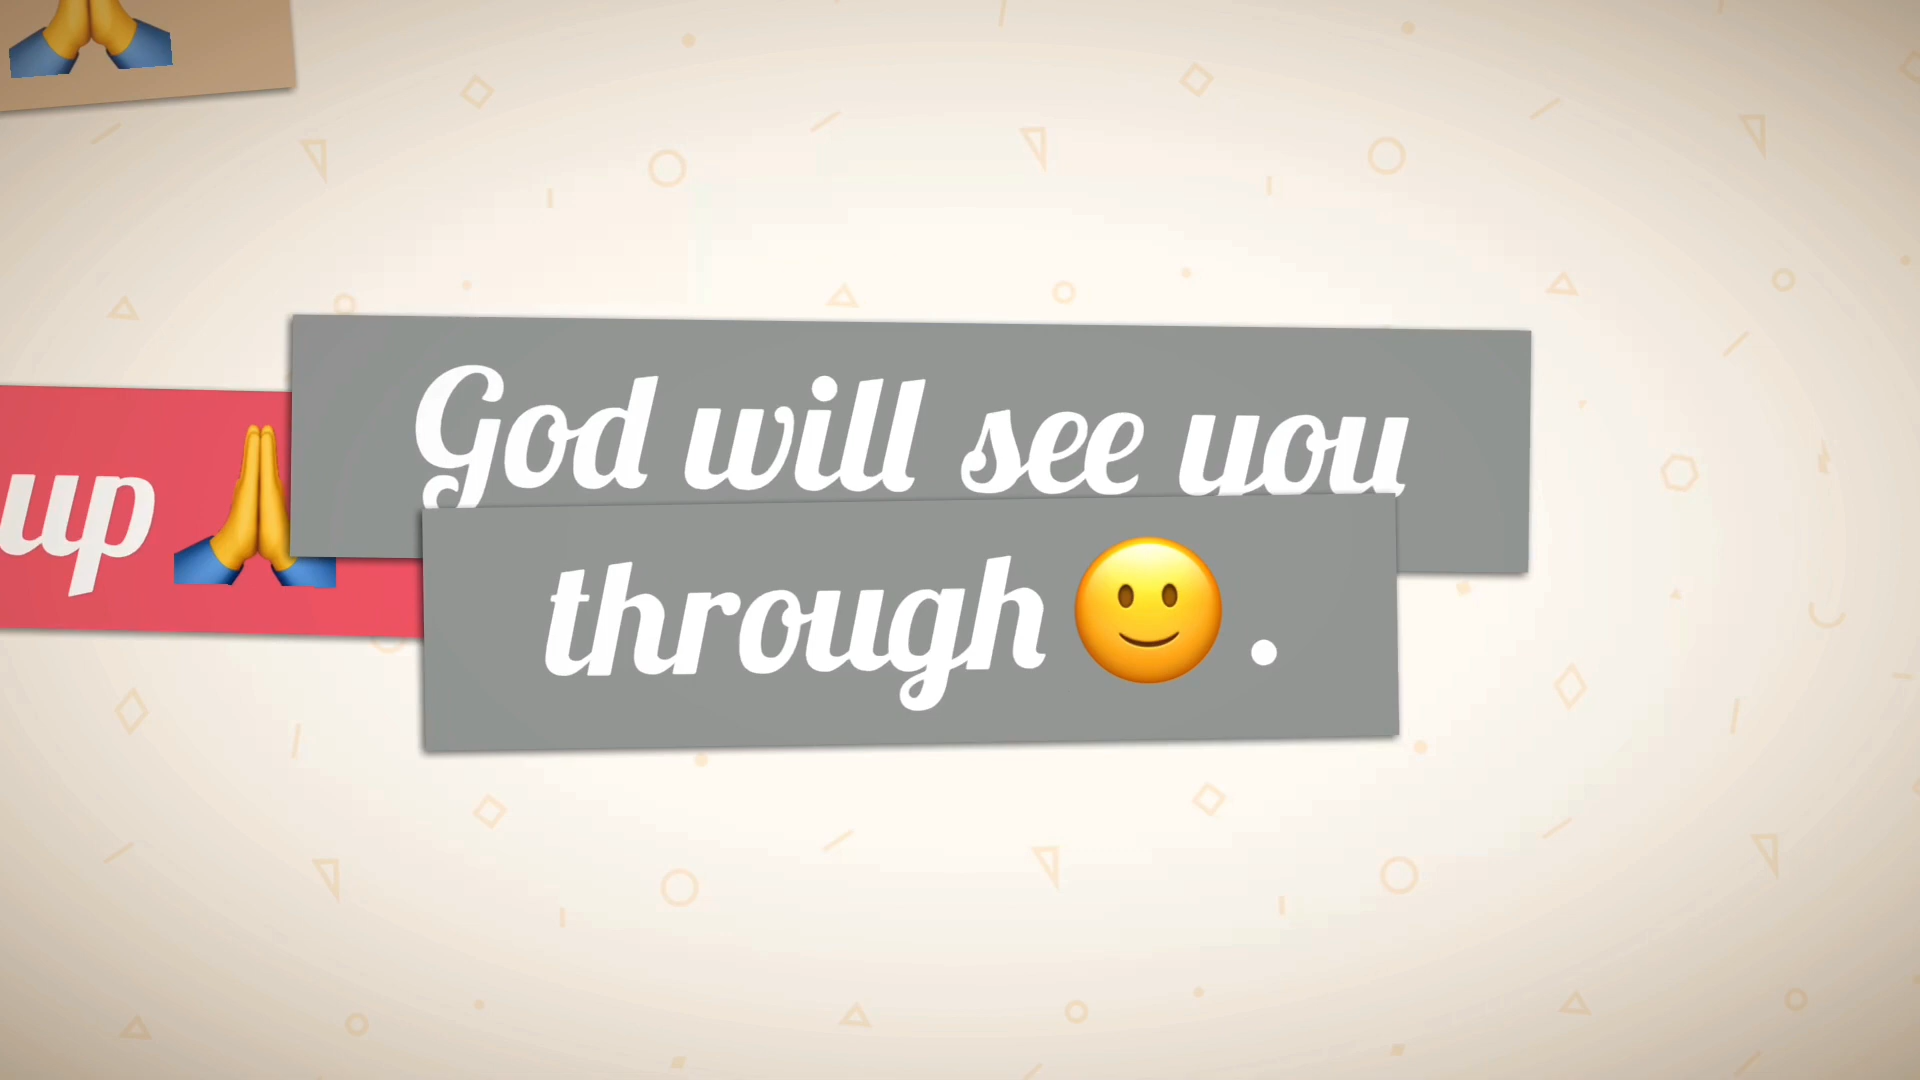 up 🙏
God will see you
through 🙂 .